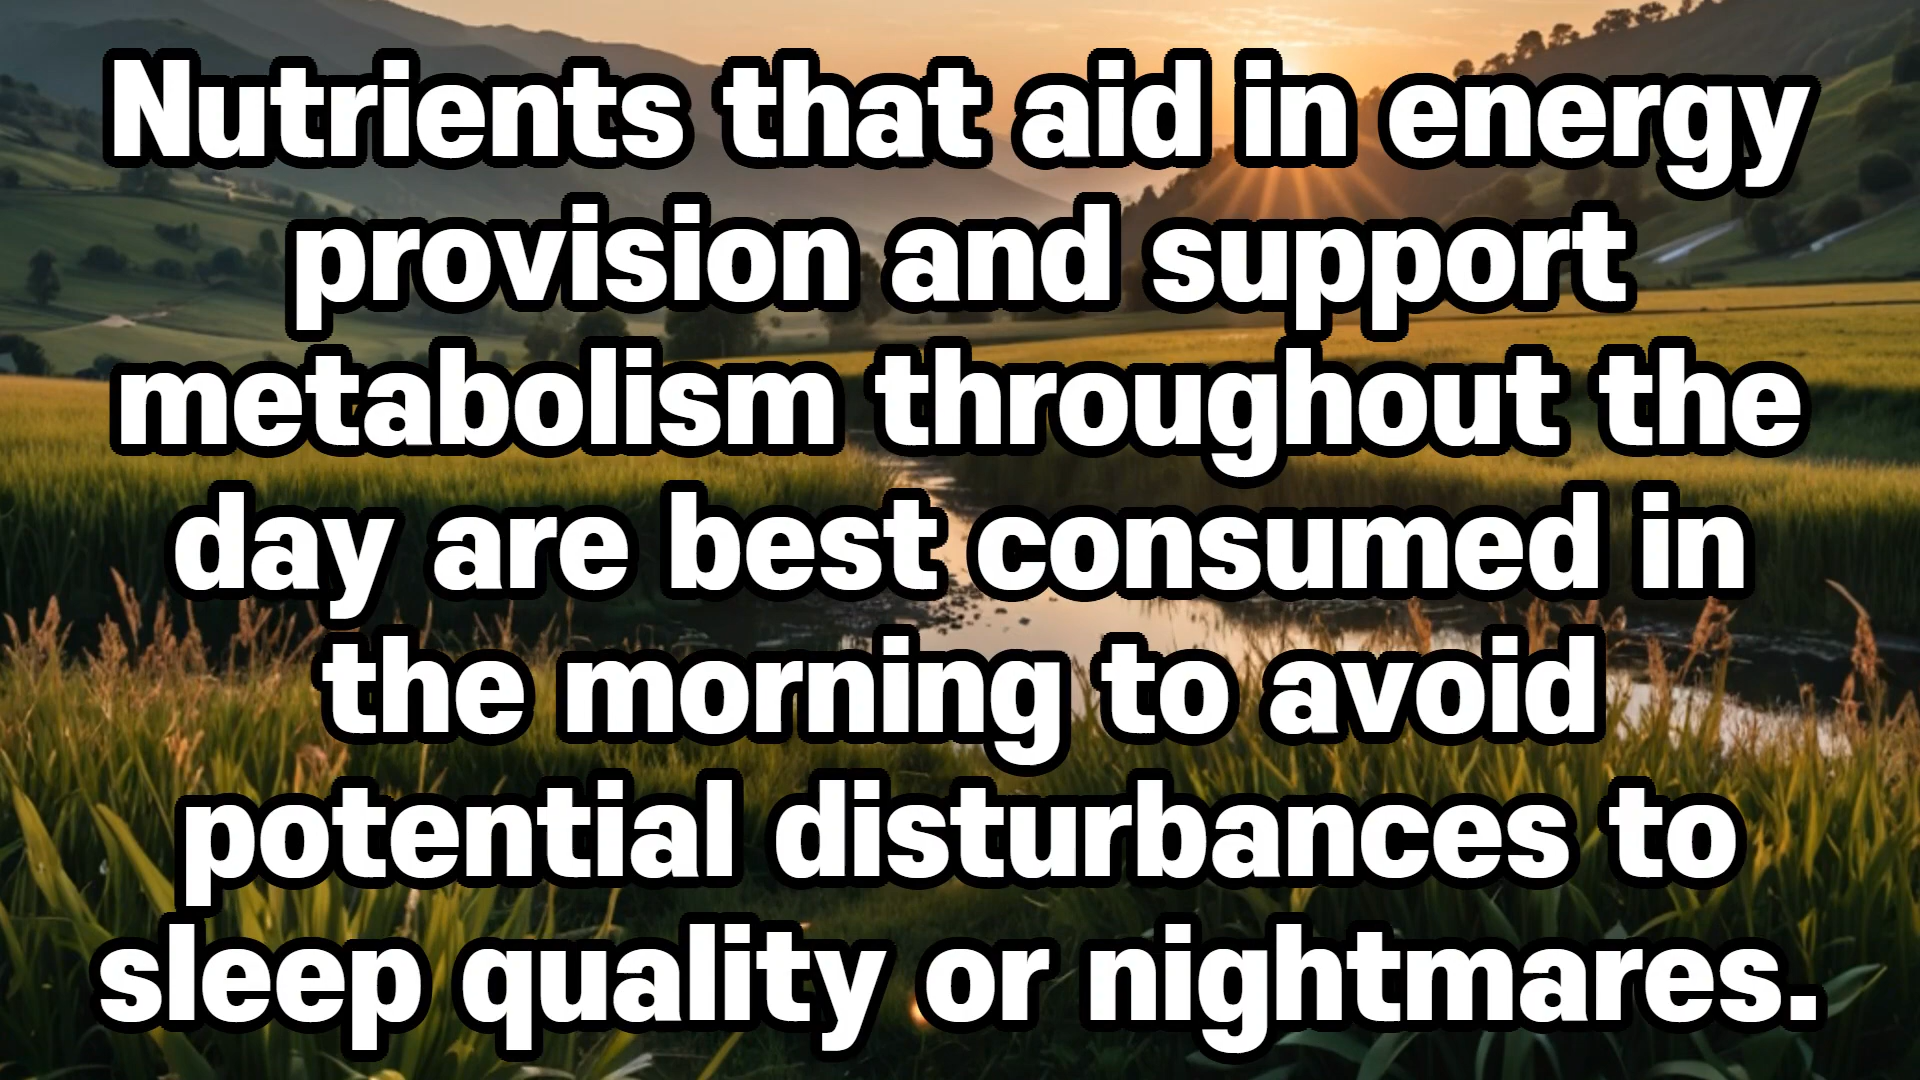 Nutrients that aid in energy
provision and support
metabolism throughout the
day are best consumed in
the morning to avoid
potential disturbances to
sleep quality or nightmares.